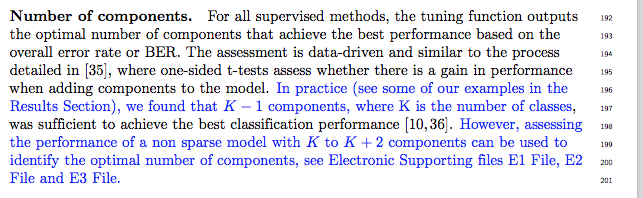 Number of components. For all supervised methods, the tuning function outputs 192
the optimal number of components that achieve the best performance based on the 193
overall error rate or BER. The assessment is data-driven and similar to the process 194
detailed in [35], where one-sided t-tests assess whether there is a gain in performance 195
when adding components to the model. In practice (see some of our examples in the 196
Results Section), we found that K − 1 components, where K is the number of classes, 197
was sufficient to achieve the best classification performance [10,36]. However, assessing 198
the performance of a non sparse model with K to K + 2 components can be used to 199
identify the optimal number of components, see Electronic Supporting files E1 File, E2 200
File and E3 File. 201